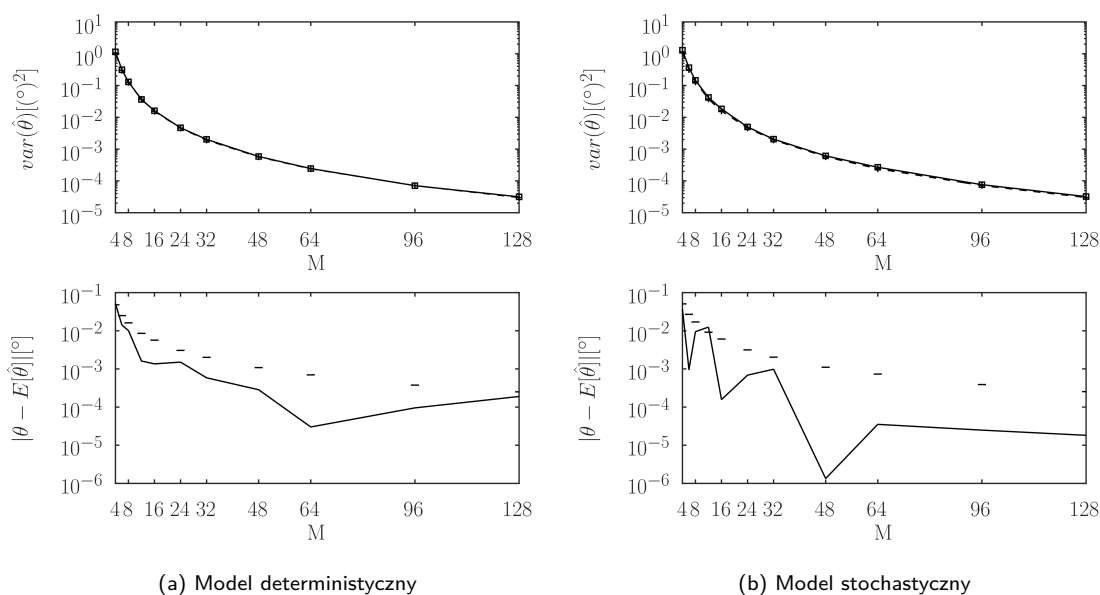 10^1
10^0
10^-1
10^-2
10^-3
10^-4
10^-5
var(θ̂)[(°)^2]
4 8 16 24 32 48 64 96 128
M
10^1
10^0
10^-1
10^-2
10^-3
10^-4
10^-5
var(θ̂)[(°)^2]
4 8 16 24 32 48 64 96 128
M
10^-1
10^-2
10^-3
10^-4
10^-5
10^-6
|θ − E[θ̂]|[°]
4 8 16 24 32 48 64 96 128
M
10^-1
10^-2
10^-3
10^-4
10^-5
10^-6
|θ − E[θ̂]|[°]
4 8 16 24 32 48 64 96 128
M
(a) Model deterministyczny
(b) Model stochastyczny